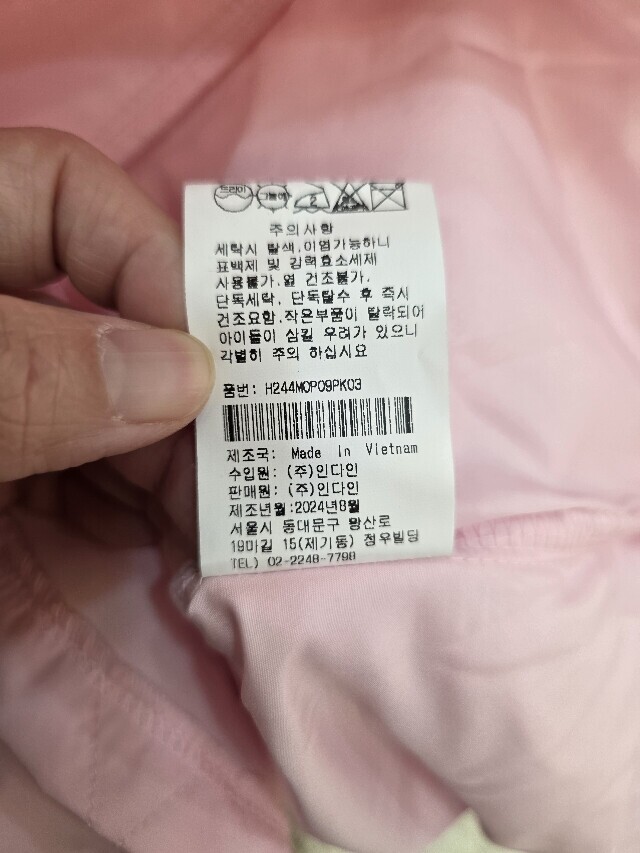 드라이
그늘에
2
주의사항
세탁시 탈색.이염가능하니
표백제 및 강력효소세제
사용불가.열 건조불가.
단독세탁, 단독탈수 후 즉시
건조요함.작은부품이 탈락되어
아이들이 삼킬 우려가 있으니
각별히 주의 하십시요
품번: H244MOP09PK03
제조국: Made In Vietnam
수입원: (주)인다인
판매원: (주)인다인
제조년월:2024년8월
서울시 동대문구 왕산로
19마길 15(제기동) 정우빌딩
TEL) 02-2248-7798